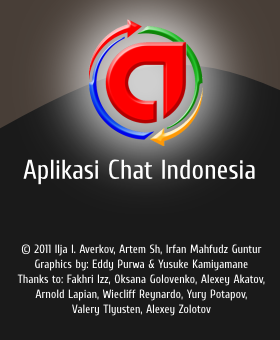 Aplikasi Chat Indonesia
© 2011 Ilja I. Averkov, Artem Sh, Irfan Mahfudz Guntur
Graphics by: Eddy Purwa & Yusuke Kamiyamane
Thanks to: Fakhri Izz, Oksana Golovenko, Alexey Akatov,
Arnold Lapian, Wiecliff Reynardo, Yury Potapov,
Valery Tlyusten, Alexey Zolotov